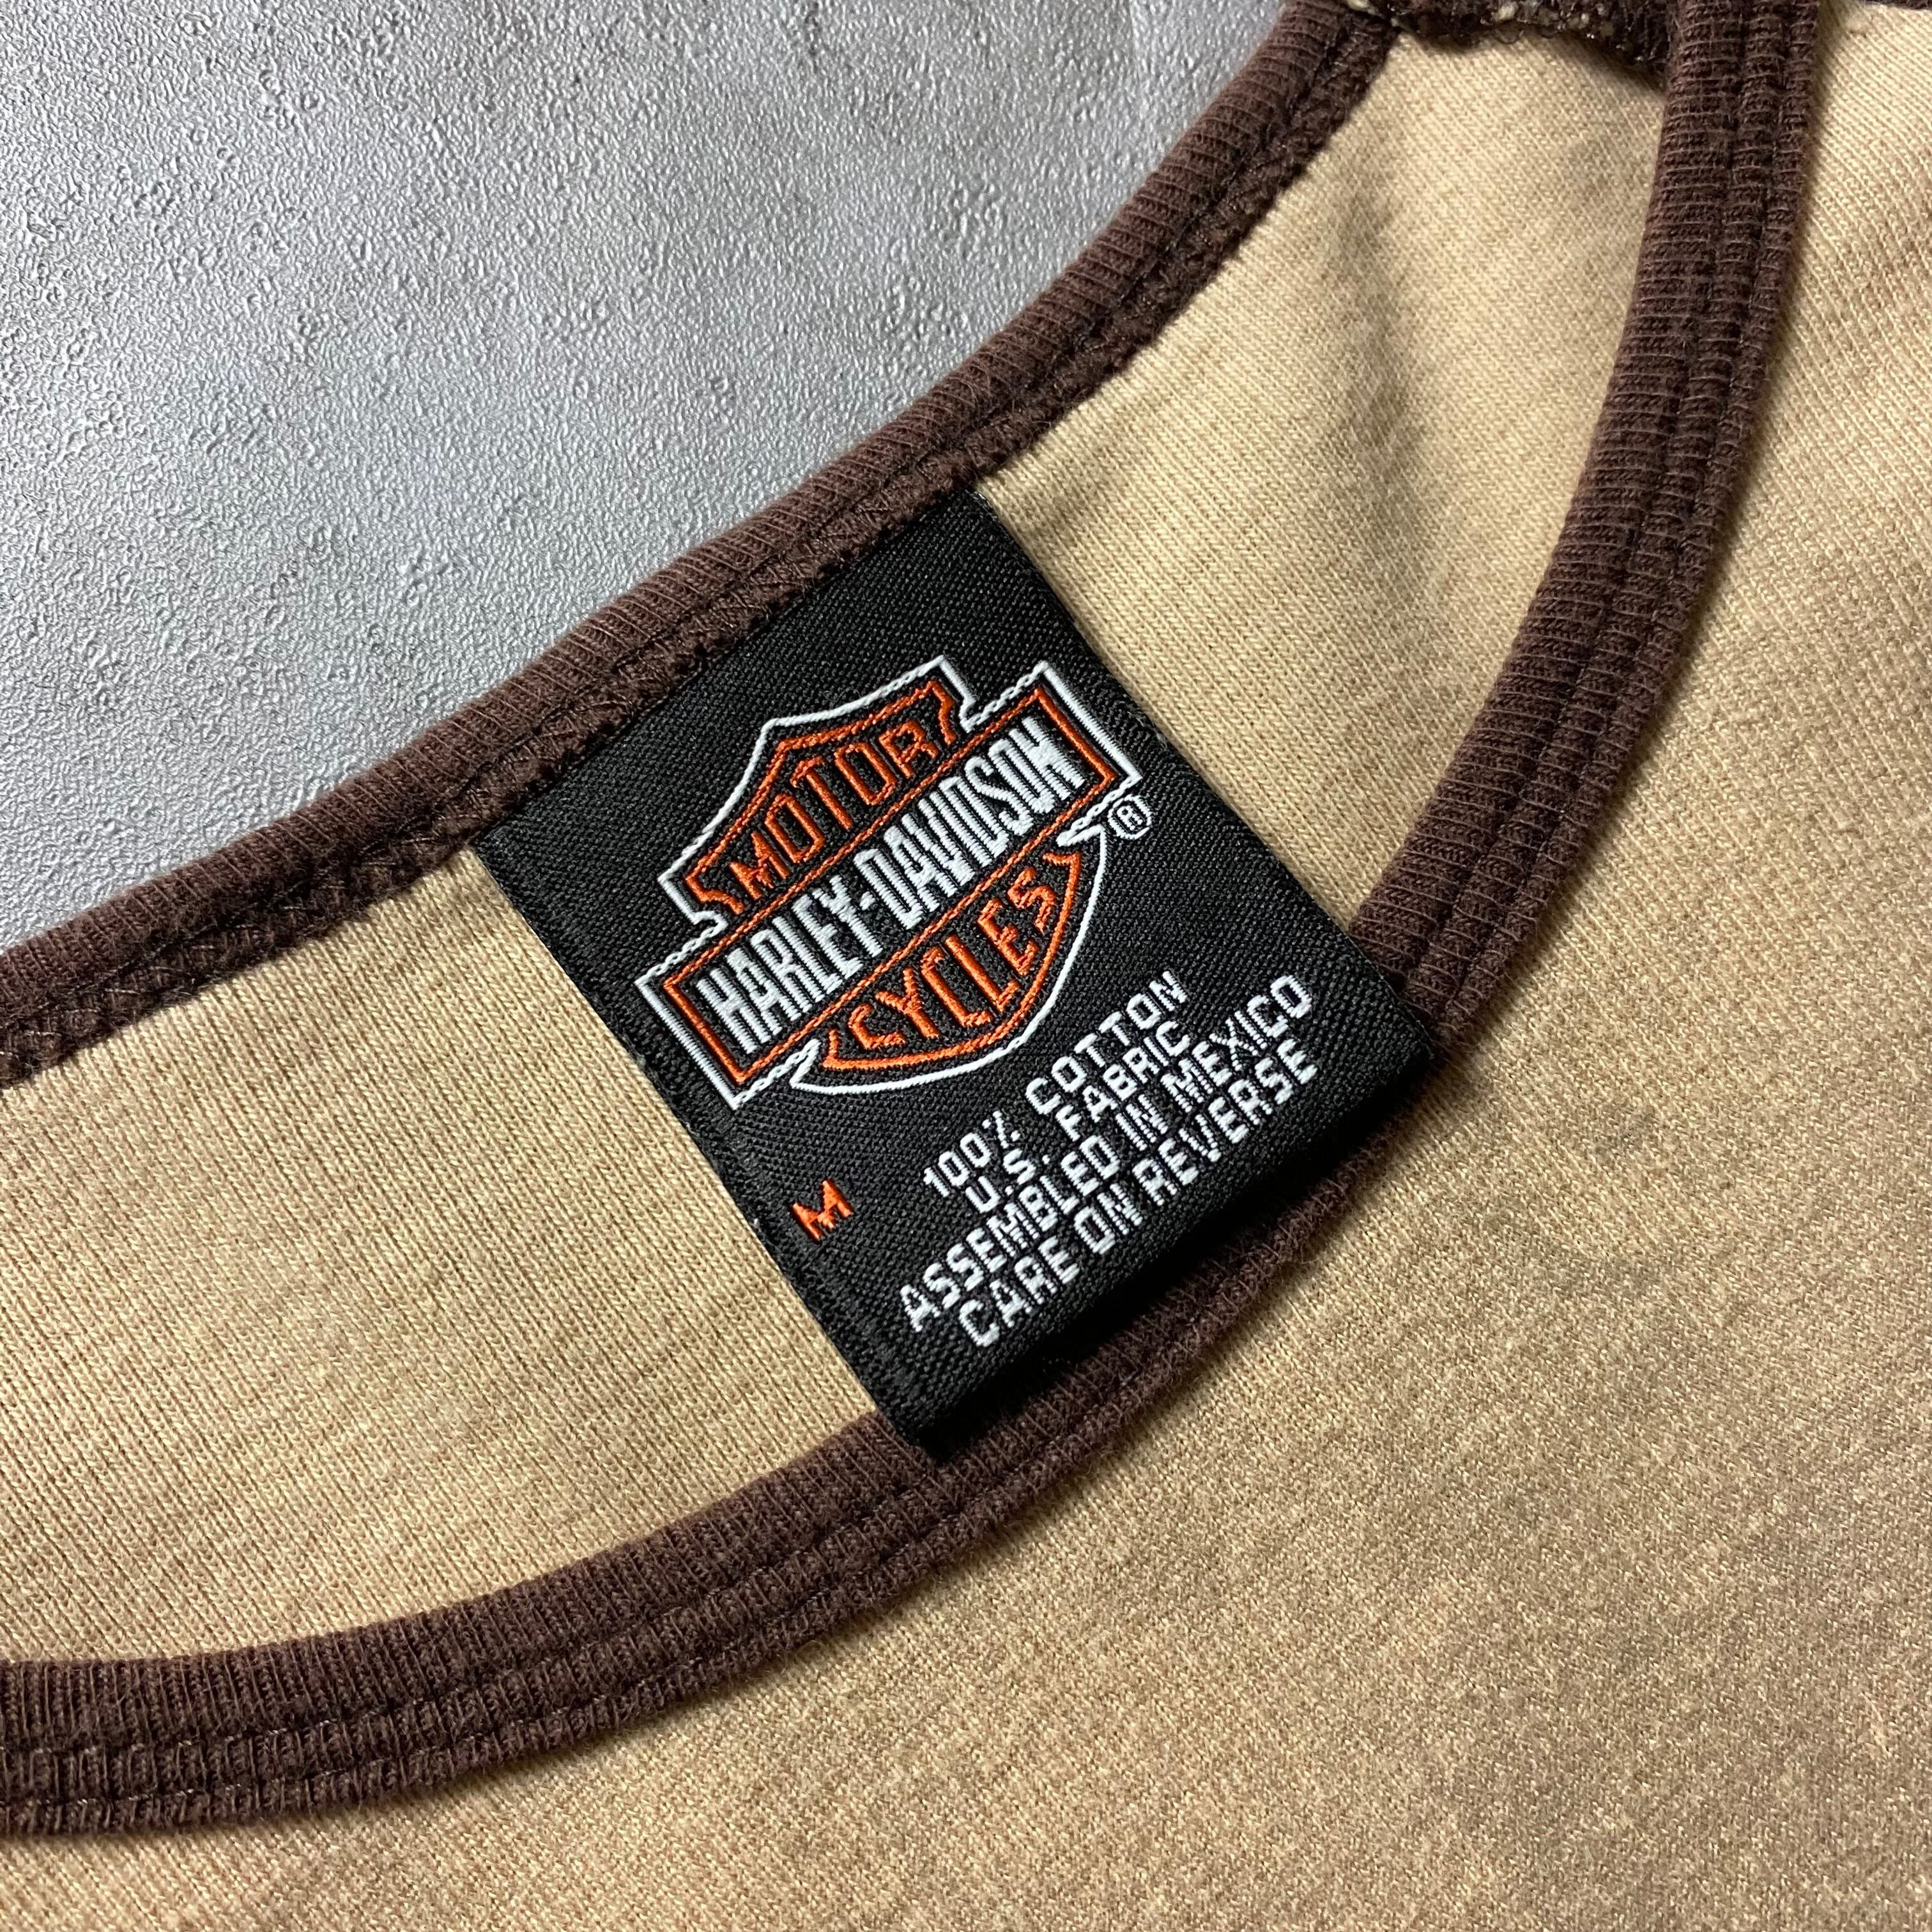 MOTOR
HARLEY-DAVIDSON
®
CYCLES
M
100% COTTON
U.S. FABRIC
ASSEMBLED IN MEXICO
CARE ON REVERSE